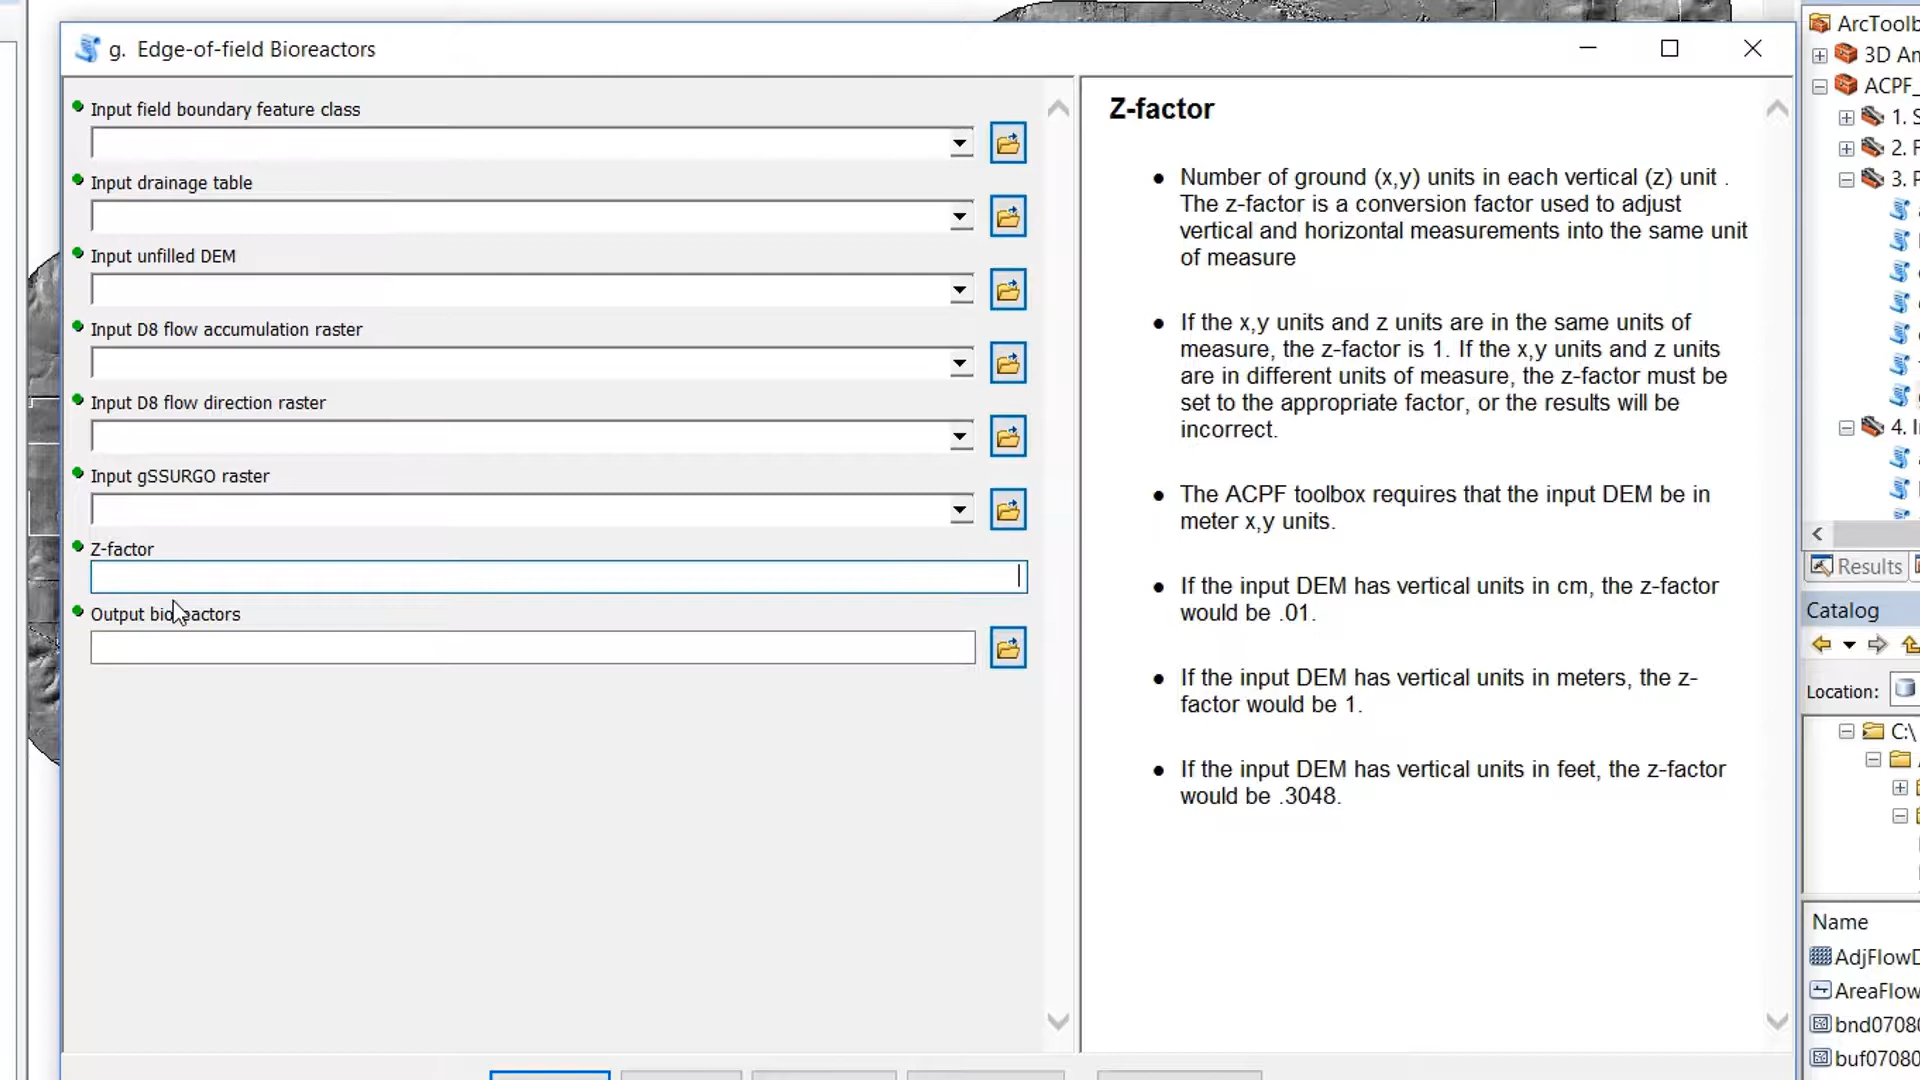 g. Edge-of-field Bioreactors
Input field boundary feature class
Input drainage table
Input unfilled DEM
Input D8 flow accumulation raster
Input D8 flow direction raster
Input gSSURGO raster
Z-factor
Output bioreactors
Z-factor
Number of ground (x,y) units in each vertical (z) unit .
The z-factor is a conversion factor used to adjust
vertical and horizontal measurements into the same unit
of measure
If the x,y units and z units are in the same units of
measure, the z-factor is 1. If the x,y units and z units
are in different units of measure, the z-factor must be
set to the appropriate factor, or the results will be
incorrect.
The ACPF toolbox requires that the input DEM be in
meter x,y units.
If the input DEM has vertical units in cm, the z-factor
would be .01.
If the input DEM has vertical units in meters, the z-
factor would be 1.
If the input DEM has vertical units in feet, the z-factor
would be .3048.
ArcToolb
3D An
ACPF_
1. S
2. F
3. P
4. I
Results
Catalog
Location:
C:\
Name
AdjFlowD
AreaFlow
bnd07080
buf07080